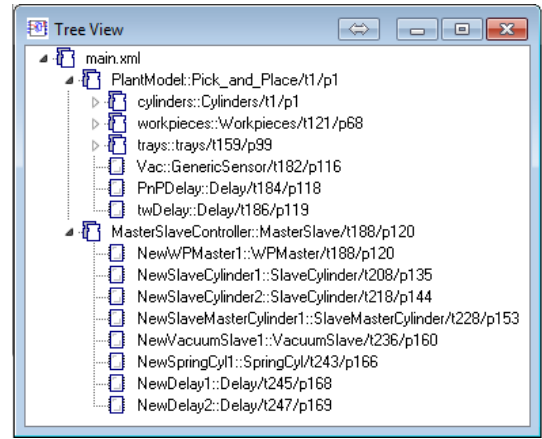 Tree View
main.xml
PlantModel::Pick_and_Place/t1/p1
cylinders::Cylinders/t1/p1
workpieces::Workpieces/t121/p68
trays::trays/t159/p99
Vac::GenericSensor/t182/p116
PnPDelay::Delay/t184/p118
twDelay::Delay/t186/p119
MasterSlaveController::MasterSlave/t188/p120
NewWPMaster1::WPMaster/t188/p120
NewSlaveCylinder1::SlaveCylinder/t208/p135
NewSlaveCylinder2::SlaveCylinder/t218/p144
NewSlaveMasterCylinder1::SlaveMasterCylinder/t228/p153
NewVacuumSlave1::VacuumSlave/t236/p160
NewSpringCyl1::SpringCyl/t243/p166
NewDelay1::Delay/t245/p168
NewDelay2::Delay/t247/p169